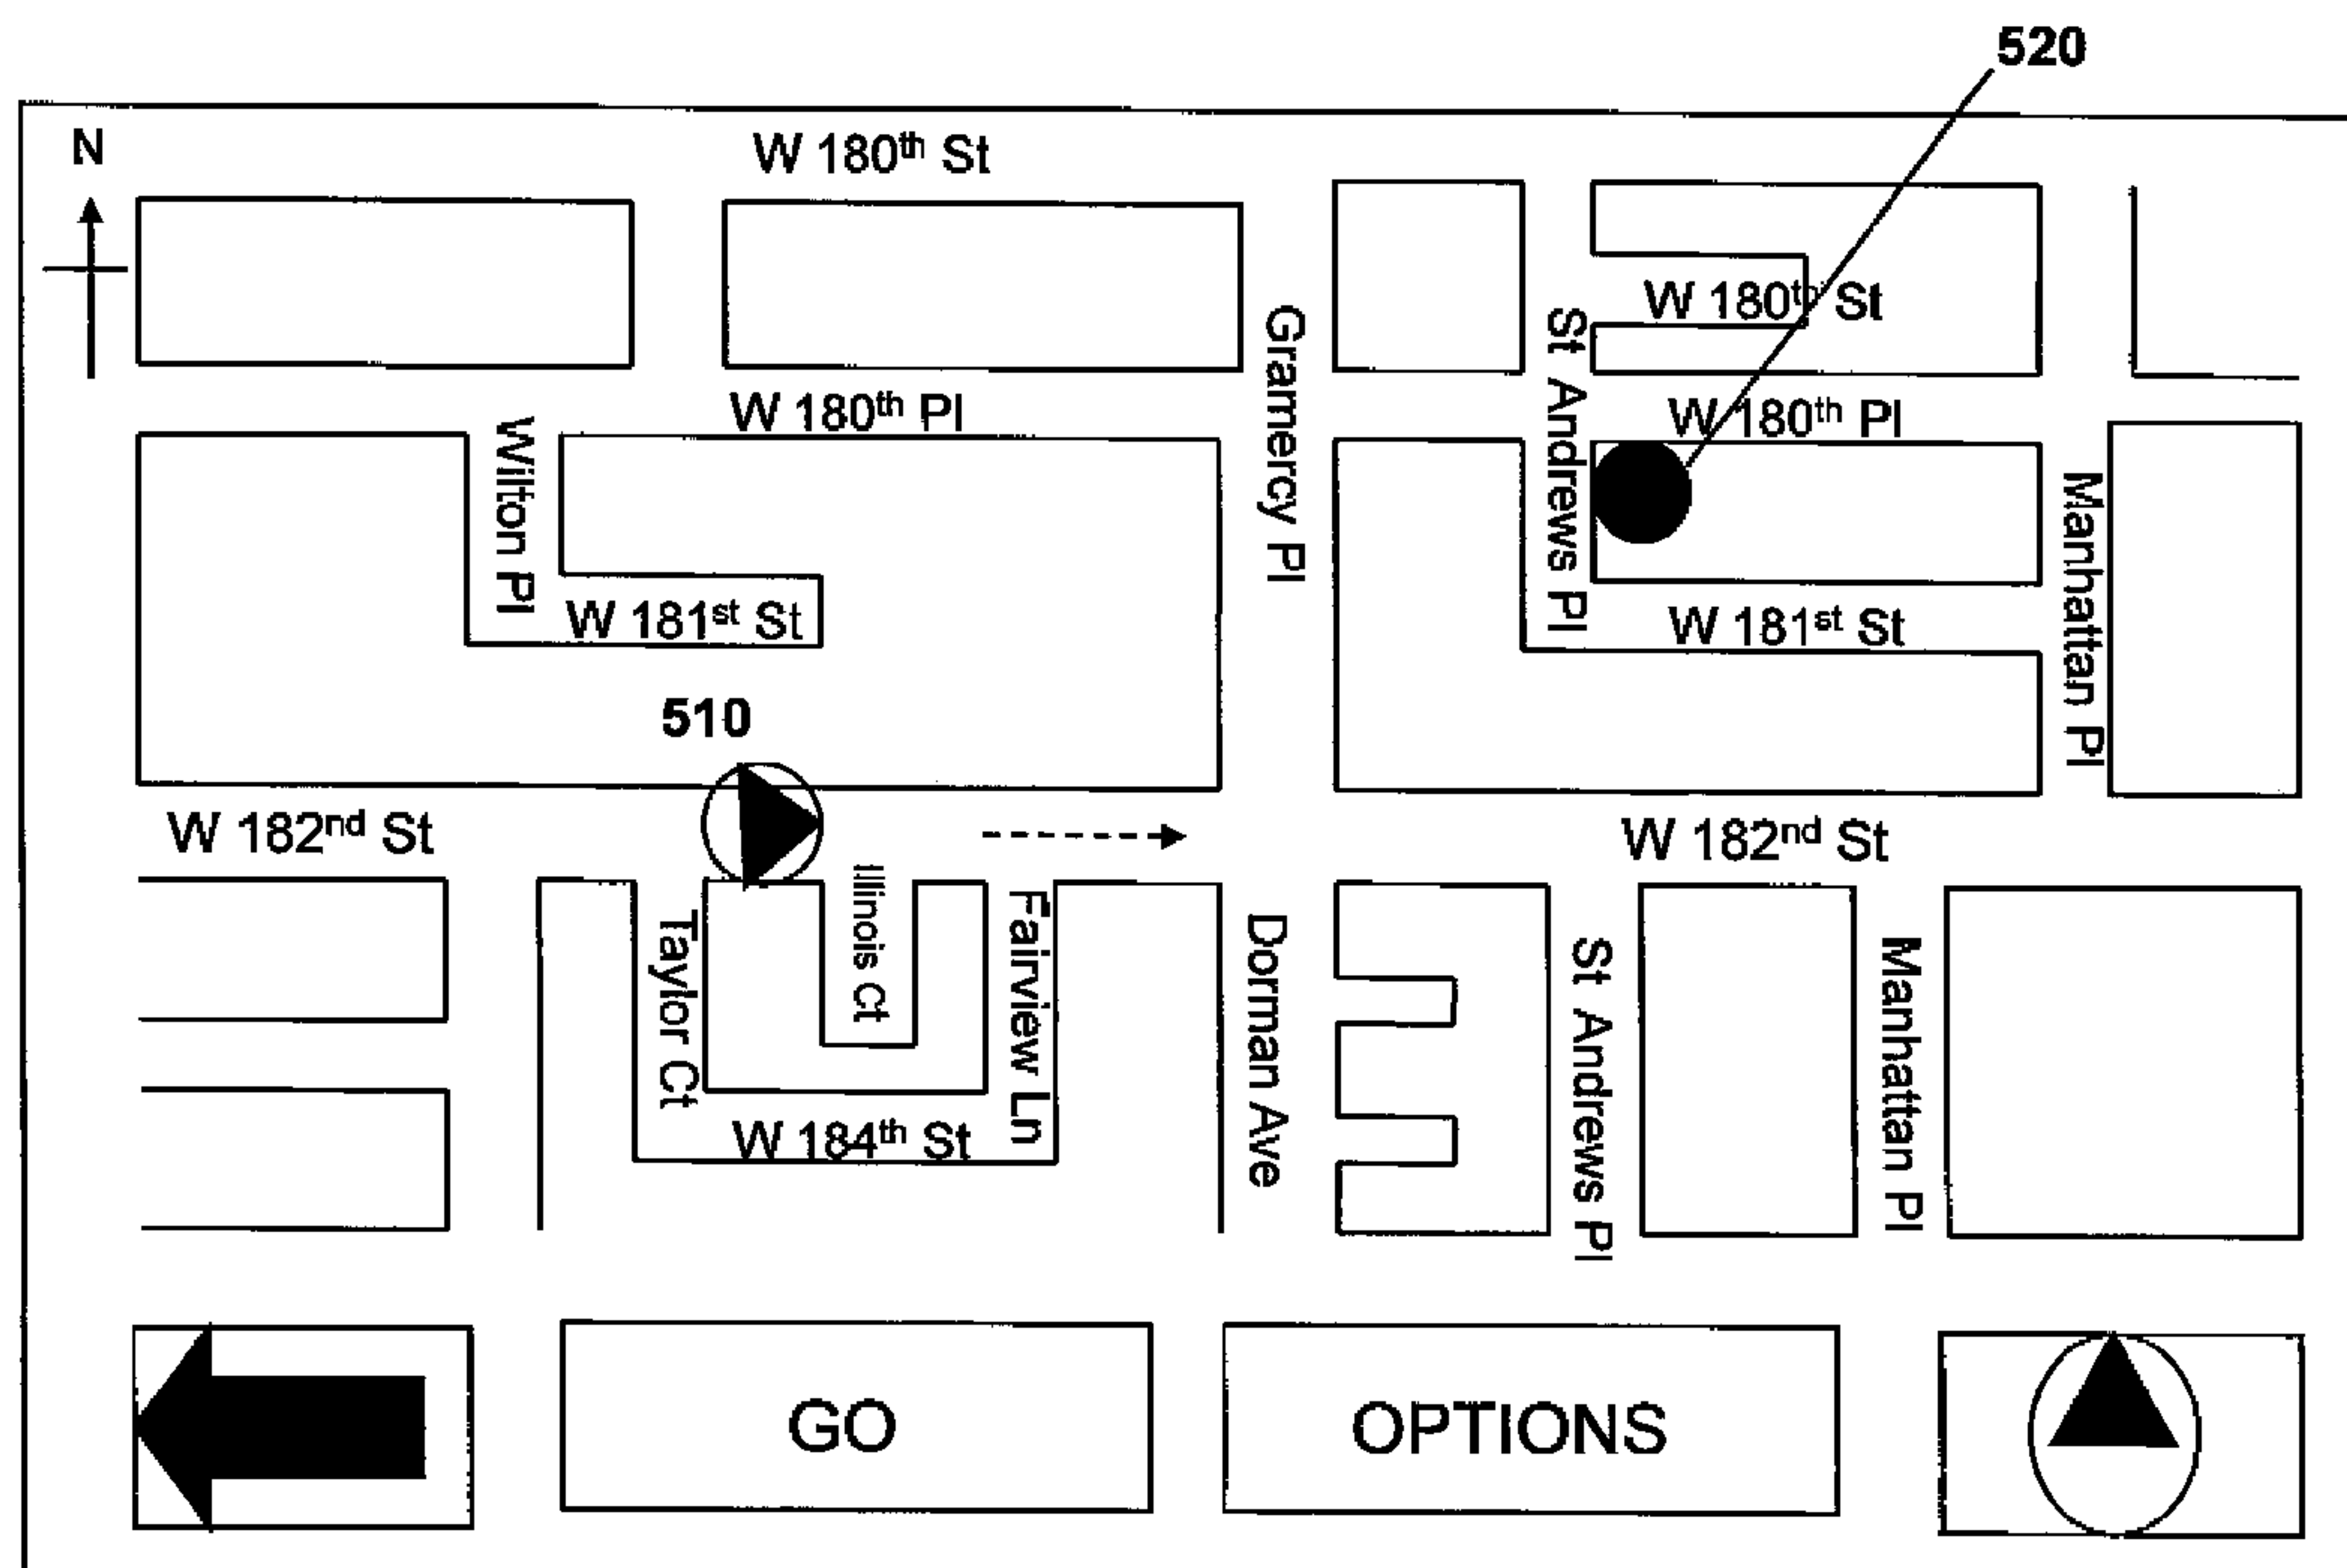 520
N
W 180th St
W 180th St
Gramercy Pl
St Andrews Pl
W 180th Pl
W 180th Pl
Wilton Pl
Manhattan Pl
W 181st St
W 181st St
510
W 182nd St
W 182nd St
Illinois Ct
Fairview Ln
Taylor Ct
Dorman Ave
St Andrews Pl
Manhattan Pl
W 184th St
GO
OPTIONS